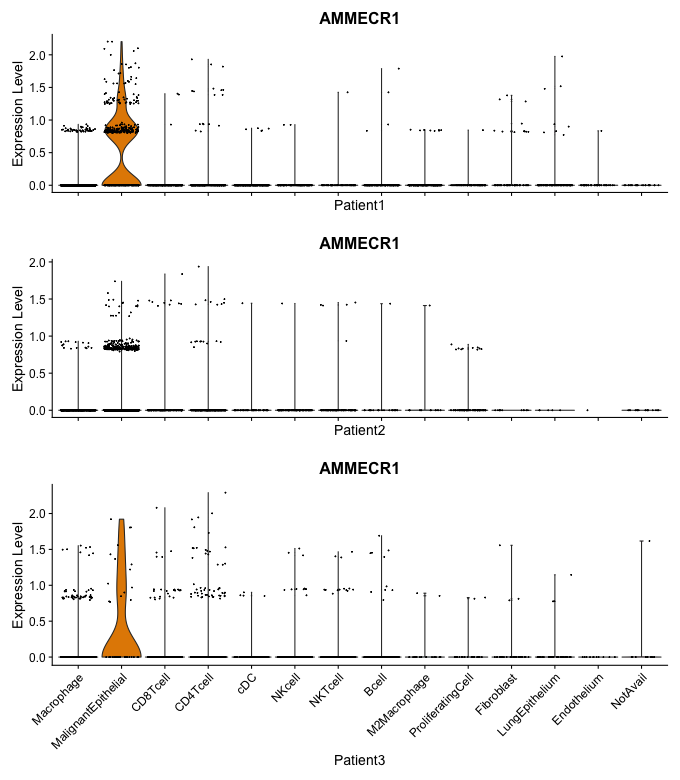 AMMECR1
Expression Level
2.0
1.5
1.0
0.5
0.0
Patient1
AMMECR1
Expression Level
2.0
1.5
1.0
0.5
0.0
Patient2
AMMECR1
Expression Level
2.0
1.5
1.0
0.5
0.0
Macrophage
MalignantEpithelial
CD8Tcell
CD4Tcell
cDC
NKcell
NKTcell
Bcell
M2Macrophage
ProliferatingCell
Fibroblast
LungEpithelium
Endothelium
NotAvail
Patient3